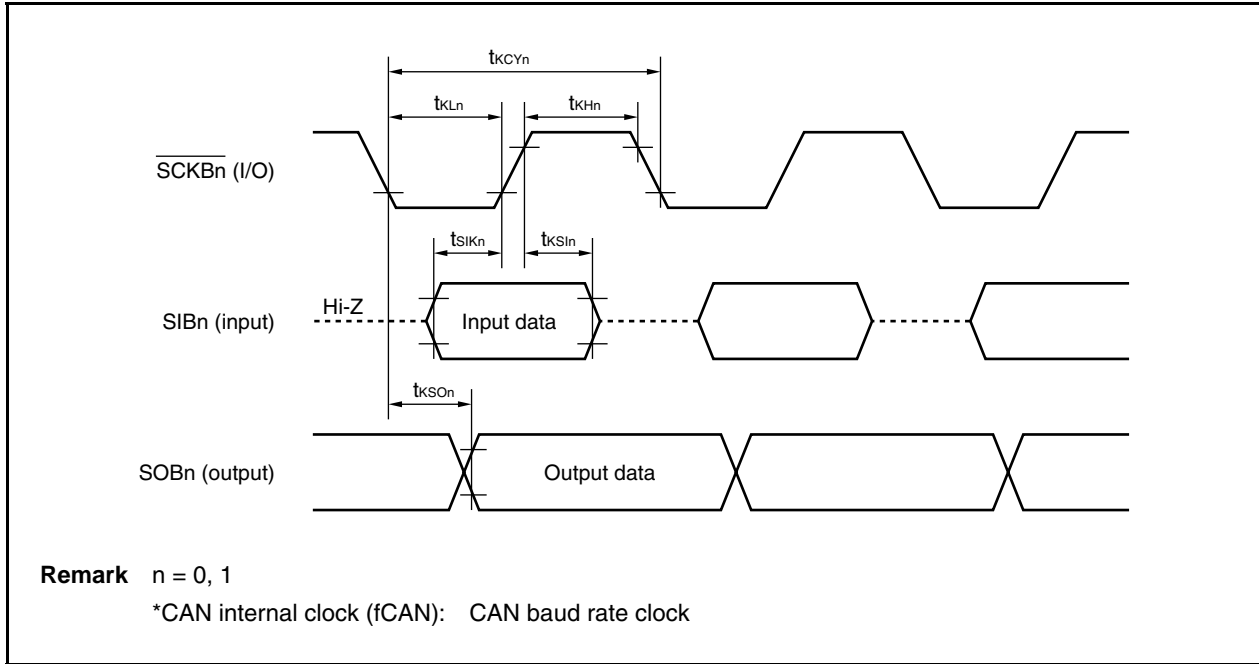 tKCYn
tKLn
tKHn
SCKBn (I/O)
tSIKn
tKSIn
Hi-Z
SIBn (input)
Input data
tKSOn
SOBn (output)
Output data
Remark n = 0, 1
*CAN internal clock (fCAN): CAN baud rate clock